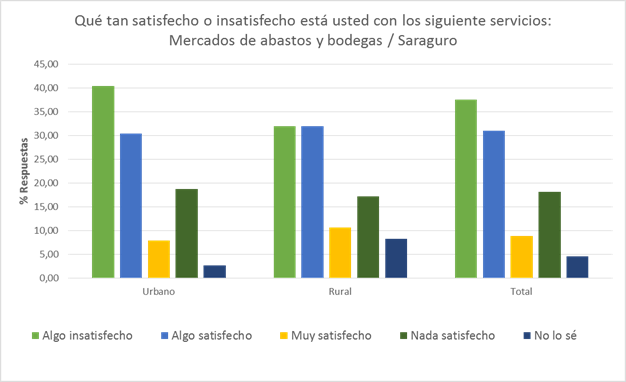 Qué tan satisfecho o insatisfecho está usted con los siguiente servicios:
Mercados de abastos y bodegas / Saraguro
% Respuestas
45,00
40,00
35,00
30,00
25,00
20,00
15,00
10,00
5,00
0,00
Urbano Rural Total
Algo insatisfecho Algo satisfecho Muy satisfecho Nada satisfecho No lo sé